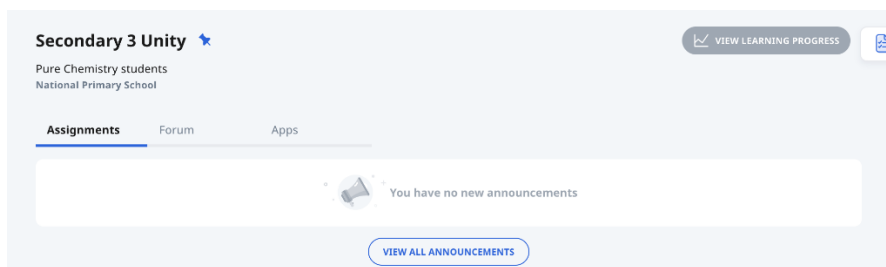 Secondary 3 Unity
VIEW LEARNING PROGRESS
Pure Chemistry students
National Primary School
Assignments Forum Apps
You have no new announcements
VIEW ALL ANNOUNCEMENTS